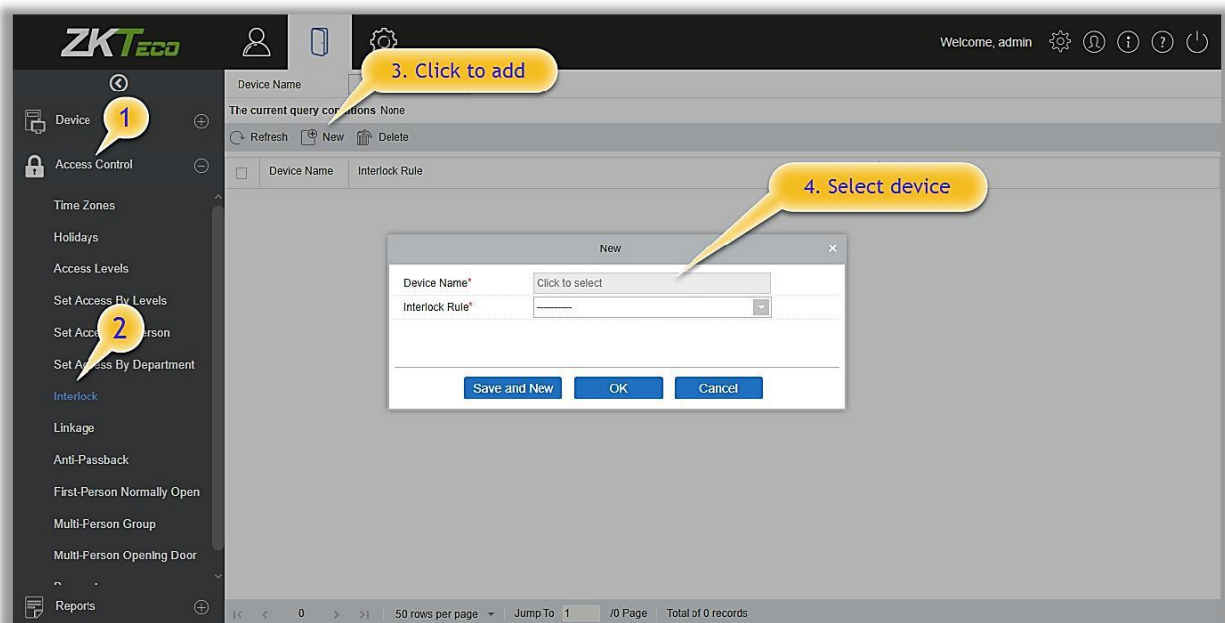 ZKTECO
Welcome, admin
3. Click to add
Device Name
The current query conditions None
Refresh New Delete
Device Name Interlock Rule
1
Device
Access Control
Time Zones
Holidays
Access Levels
Set Access By Levels
2
Set Access By Department
Interlock
Linkage
Anti-Passback
First-Person Normally Open
Multi-Person Group
Multi-Person Opening Door
Reports
4. Select device
New
Device Name*
Click to select
Interlock Rule*
----------
Save and New OK Cancel
0 50 rows per page Jump To 1 /0 Page Total of 0 records